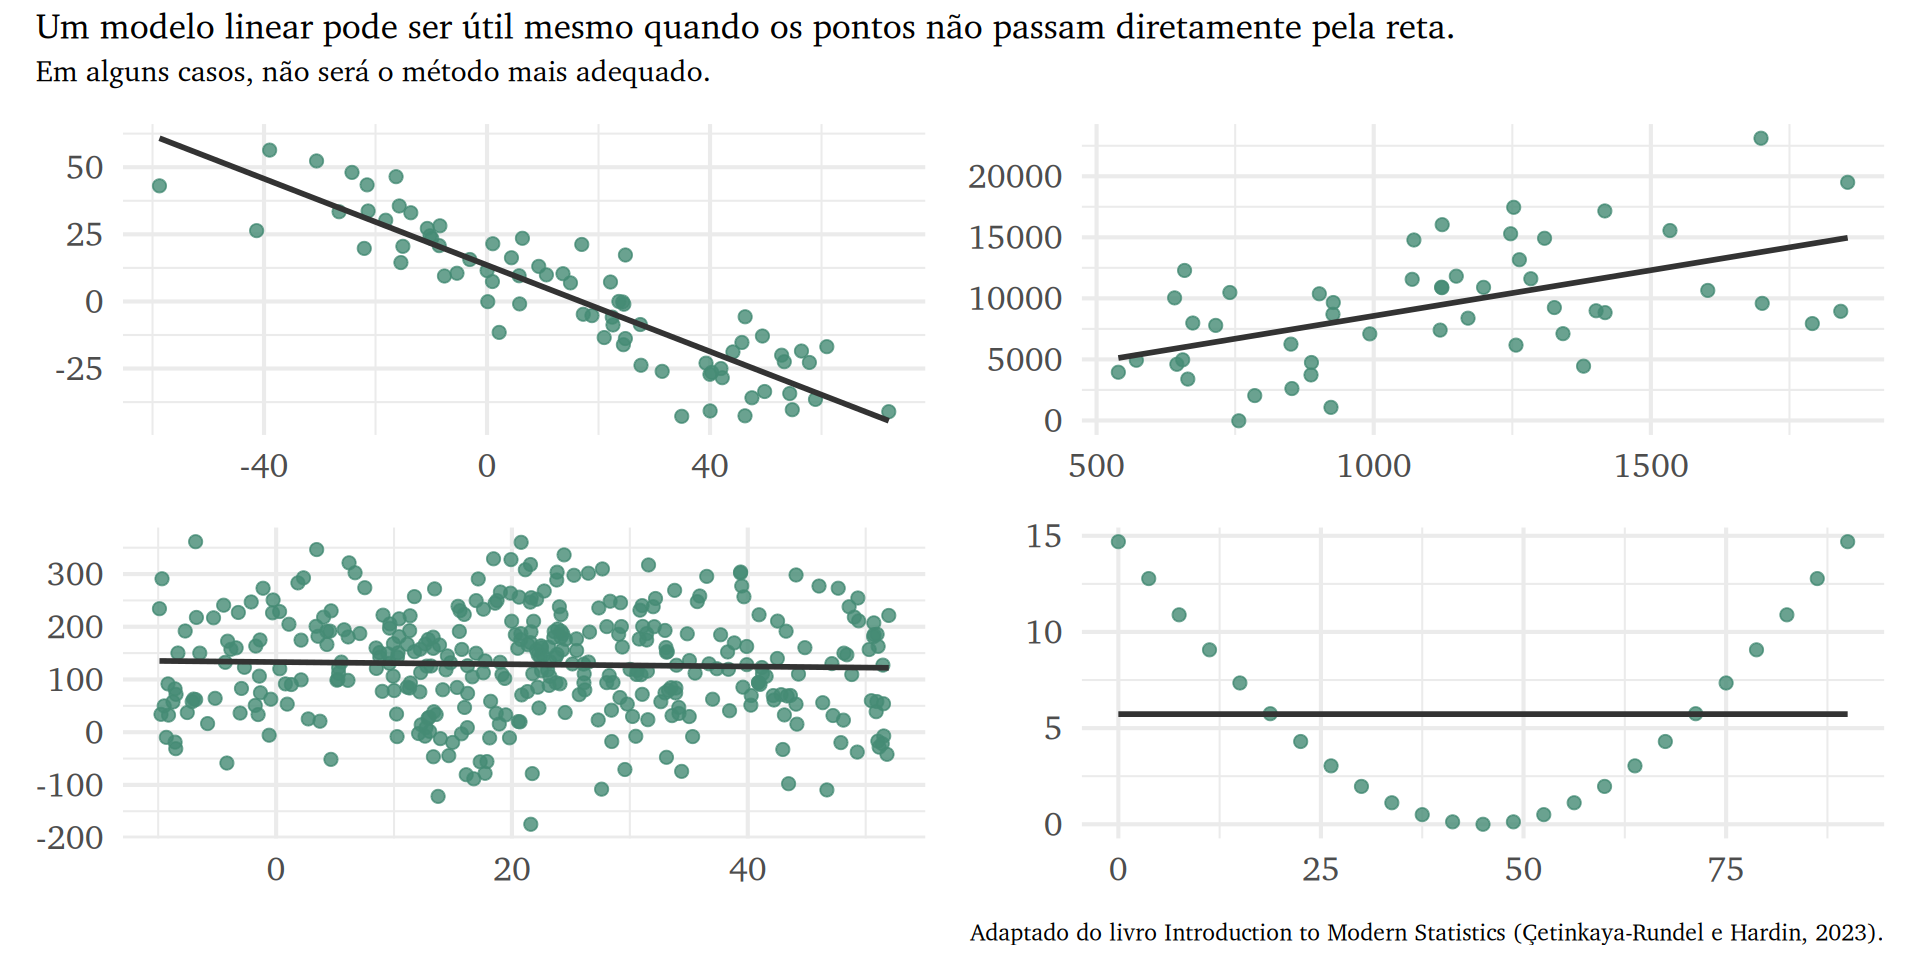 Um modelo linear pode ser útil mesmo quando os pontos não passam diretamente pela reta.
Em alguns casos, não será o método mais adequado.
50
25
0
-25
-40 0 40
20000
15000
10000
5000
0
500 1000 1500
300
200
100
0
-100
-200
0 20 40
15
10
5
0
0 25 50 75
Adaptado do livro Introduction to Modern Statistics (Çetinkaya-Rundel e Hardin, 2023).